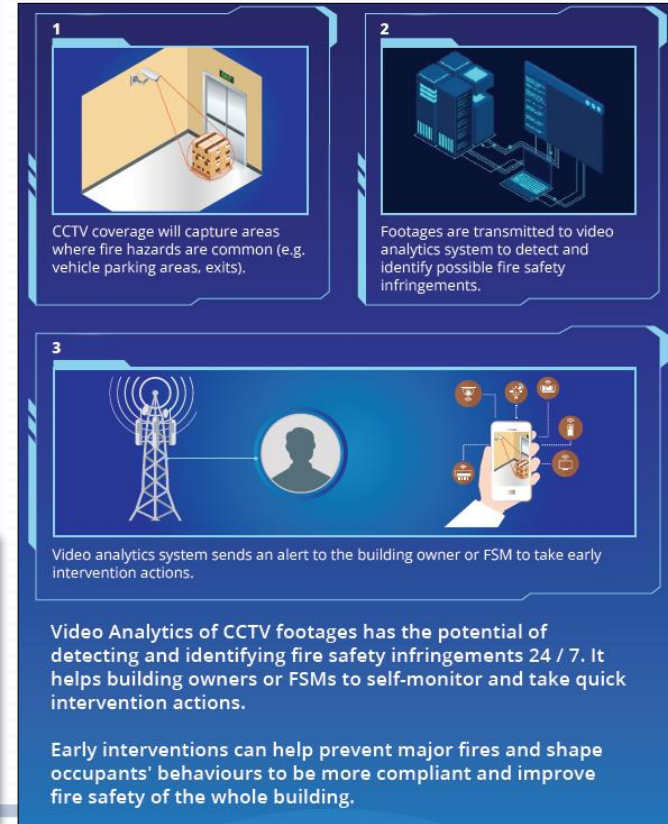 1
CCTV coverage will capture areas
where fire hazards are common (e.g.
vehicle parking areas, exits).
2
Footages are transmitted to video
analytics system to detect and
identify possible fire safety
infringements.
3
Video analytics system sends an alert to the building owner or FSM to take early
intervention actions.
Video Analytics of CCTV footages has the potential of
detecting and identifying fire safety infringements 24 / 7. It
helps building owners or FSMs to self-monitor and take quick
intervention actions.
Early interventions can help prevent major fires and shape
occupants' behaviours to be more compliant and improve
fire safety of the whole building.